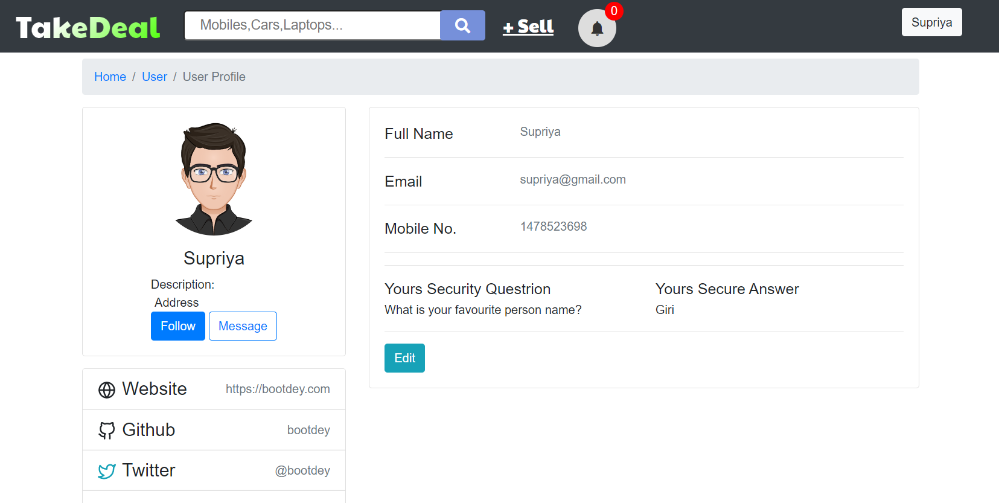 TakeDeal
Mobiles,Cars,Laptops...
+ Sell
0
Supriya
Home / User / User Profile
Supriya
Description:
Address
Follow Message
Website https://bootdey.com
Github bootdey
Twitter @bootdey
Full Name Supriya
Email supriya@gmail.com
Mobile No. 1478523698
Yours Security Questrion
What is your favourite person name?
Yours Secure Answer
Giri
Edit